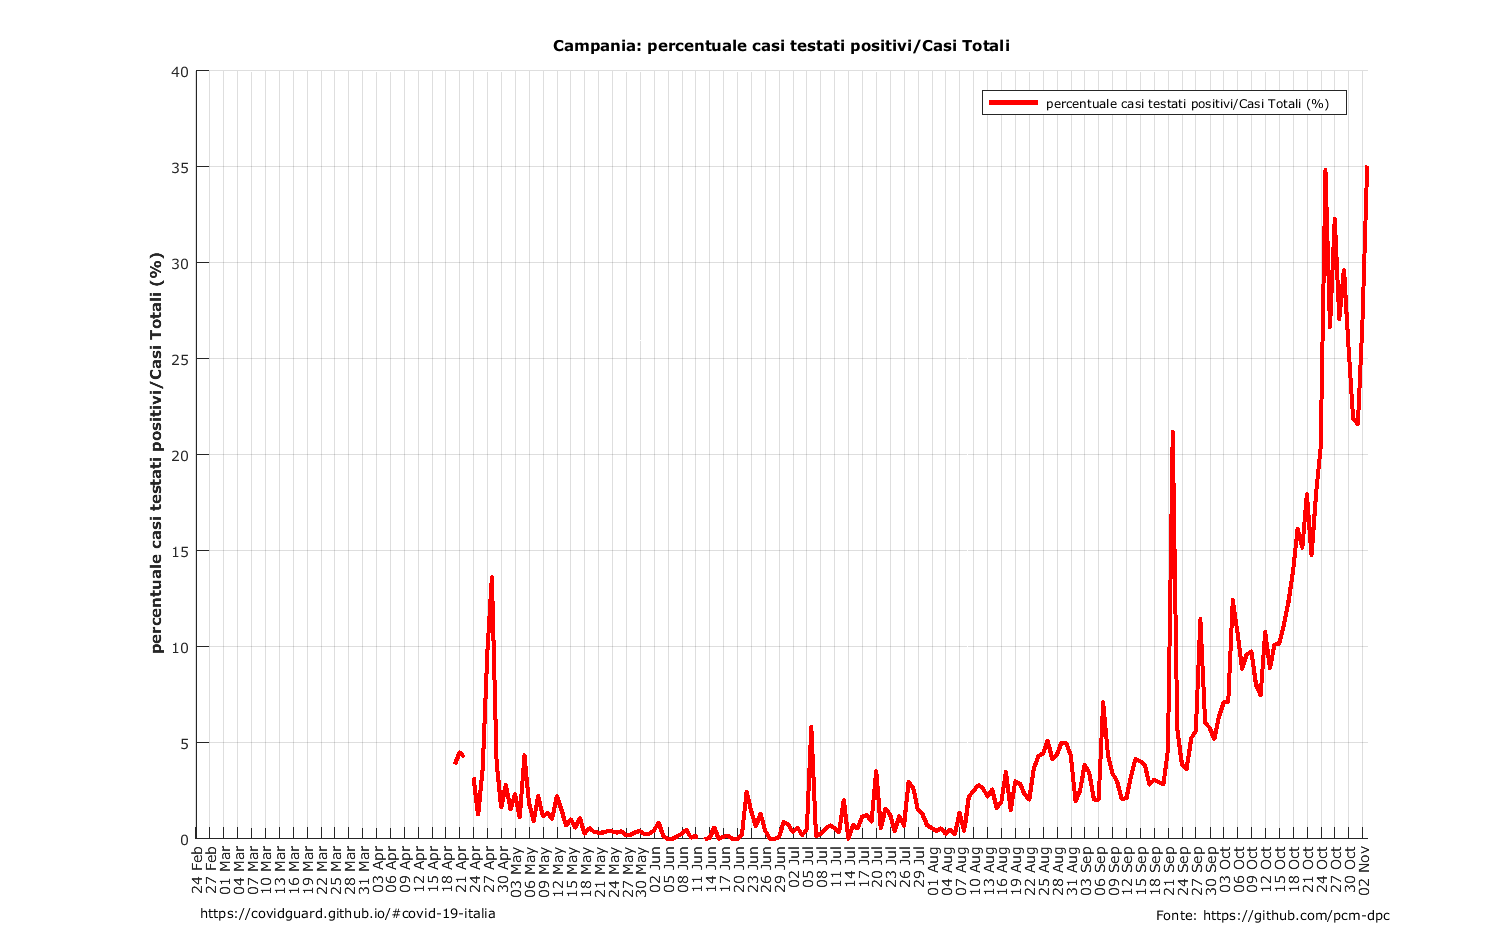 Campania: percentuale casi testati positivi/Casi Totali
percentuale casi testati positivi/Casi Totali (%)
percentuale casi testati positivi/Casi Totali (%)
40
35
30
25
20
15
10
5
0
24 Feb
27 Feb
01 Mar
04 Mar
07 Mar
10 Mar
13 Mar
16 Mar
19 Mar
22 Mar
25 Mar
28 Mar
31 Mar
03 Apr
06 Apr
09 Apr
12 Apr
15 Apr
18 Apr
21 Apr
24 Apr
27 Apr
30 Apr
03 May
06 May
09 May
12 May
15 May
18 May
21 May
24 May
27 May
30 May
02 Jun
05 Jun
08 Jun
11 Jun
14 Jun
17 Jun
20 Jun
23 Jun
26 Jun
29 Jun
02 Jul
05 Jul
08 Jul
11 Jul
14 Jul
17 Jul
20 Jul
23 Jul
26 Jul
29 Jul
01 Aug
04 Aug
07 Aug
10 Aug
13 Aug
16 Aug
19 Aug
22 Aug
25 Aug
28 Aug
31 Aug
03 Sep
06 Sep
09 Sep
12 Sep
15 Sep
18 Sep
21 Sep
24 Sep
27 Sep
30 Sep
03 Oct
06 Oct
09 Oct
12 Oct
15 Oct
18 Oct
21 Oct
24 Oct
27 Oct
30 Oct
02 Nov
https://covidguard.github.io/#covid-19-italia
Fonte: https://github.com/pcm-dpc